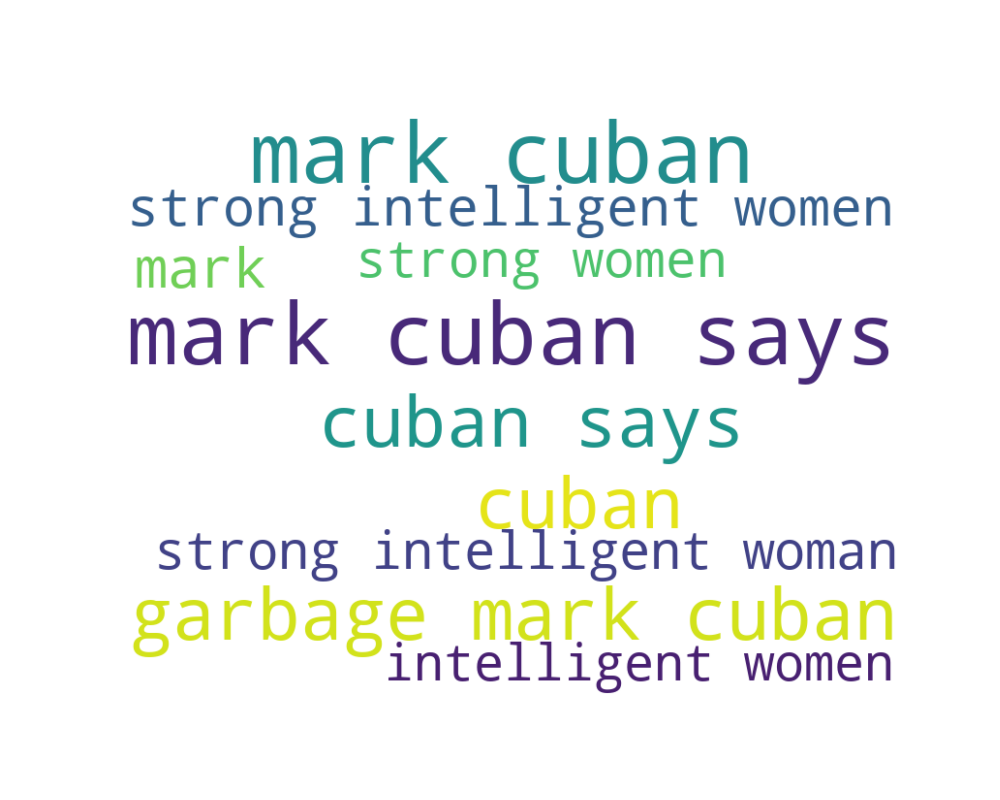 mark cuban
strong intelligent women
mark strong women
mark cuban says
cuban says
cuban
strong intelligent woman
garbage mark cuban
intelligent women